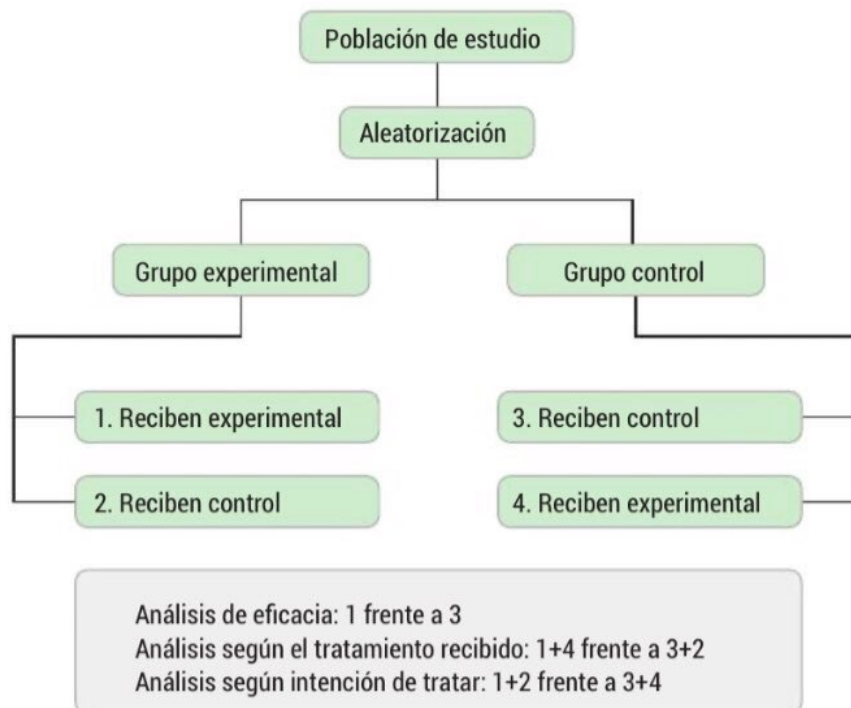 Población de estudio
Aleatorización
Grupo experimental
Grupo control
1. Reciben experimental
3. Reciben control
2. Reciben control
4. Reciben experimental
Análisis de eficacia: 1 frente a 3
Análisis según el tratamiento recibido: 1+4 frente a 3+2
Análisis según intención de tratar: 1+2 frente a 3+4